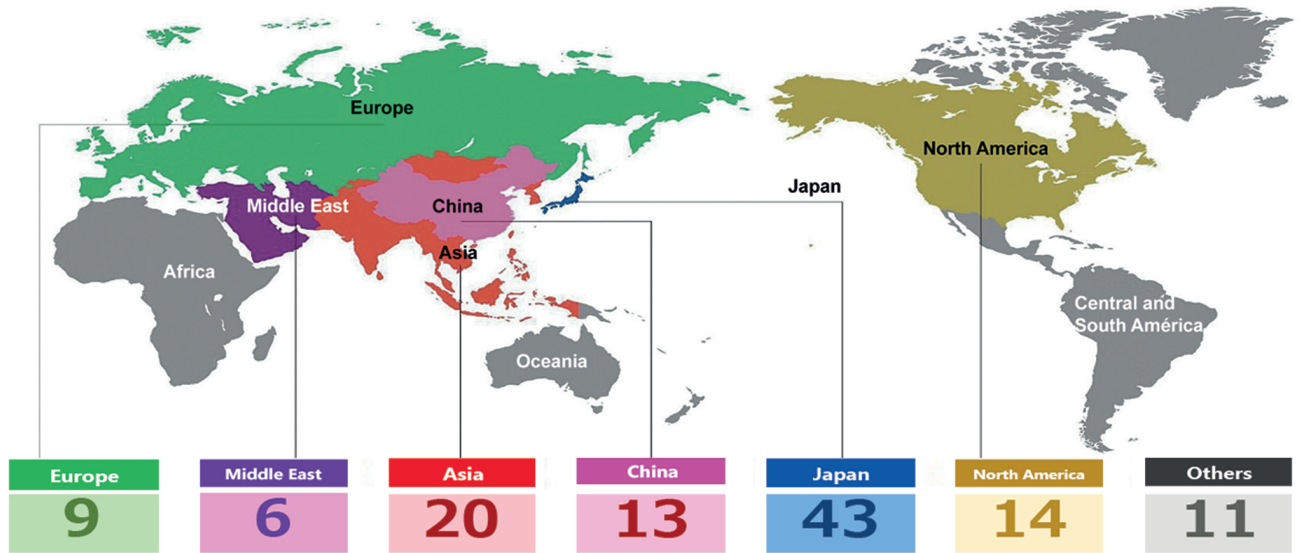 Europe
North America
Japan
Middle East
China
Asia
Africa
Central and
South América
Oceania
Europe
Middle East
Asia
China
Japan
North America
Others
9
6
20
13
43
14
11